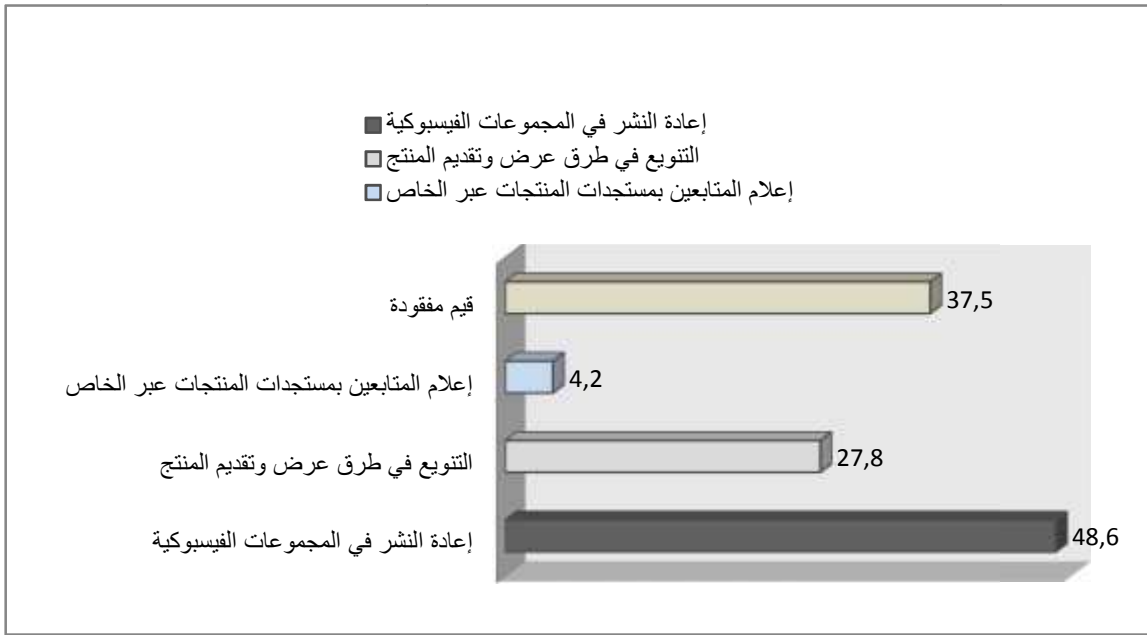 إعادة النشر في المجموعات الفيسبوكية
التنويع في طرق عرض وتقديم المنتج
إعلام المتابعين بمستجدات المنتجات عبر الخاص
قيم مفقودة
37,5
إعلام المتابعين بمستجدات المنتجات عبر الخاص
4,2
التنويع في طرق عرض وتقديم المنتج
27,8
إعادة النشر في المجموعات الفيسبوكية
48,6